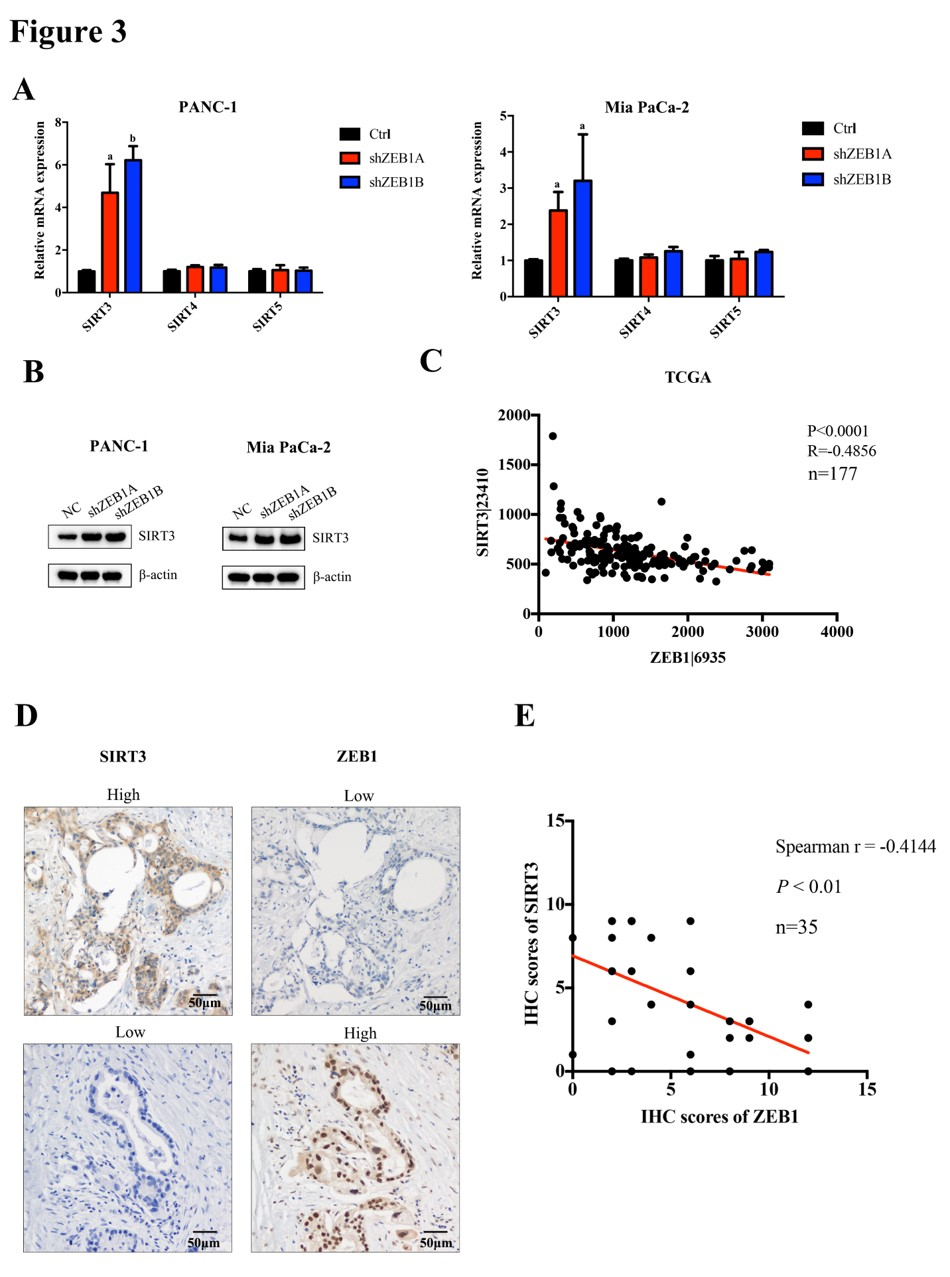 Figure 3
A
PANC-1
Relative mRNA expression
8
6
4
2
0
a
b
SIRT3
SIRT4
SIRT5
Ctrl
shZEB1A
shZEB1B
Mia PaCa-2
Relative mRNA expression
5
4
3
2
1
0
a
a
SIRT3
SIRT4
SIRT5
Ctrl
shZEB1A
shZEB1B
B
PANC-1
NC
shZEB1A
shZEB1B
SIRT3
β-actin
Mia PaCa-2
NC
shZEB1A
shZEB1B
SIRT3
β-actin
C
TCGA
SIRT3|23410
2000
1500
1000
500
0
0
1000
2000
3000
4000
ZEB1|6935
P<0.0001
R=-0.4856
n=177
D
SIRT3
ZEB1
High
Low
50μm
50μm
Low
High
50μm
50μm
E
IHC scores of SIRT3
15
10
5
0
0
5
10
15
IHC scores of ZEB1
Spearman r = -0.4144
P < 0.01
n=35